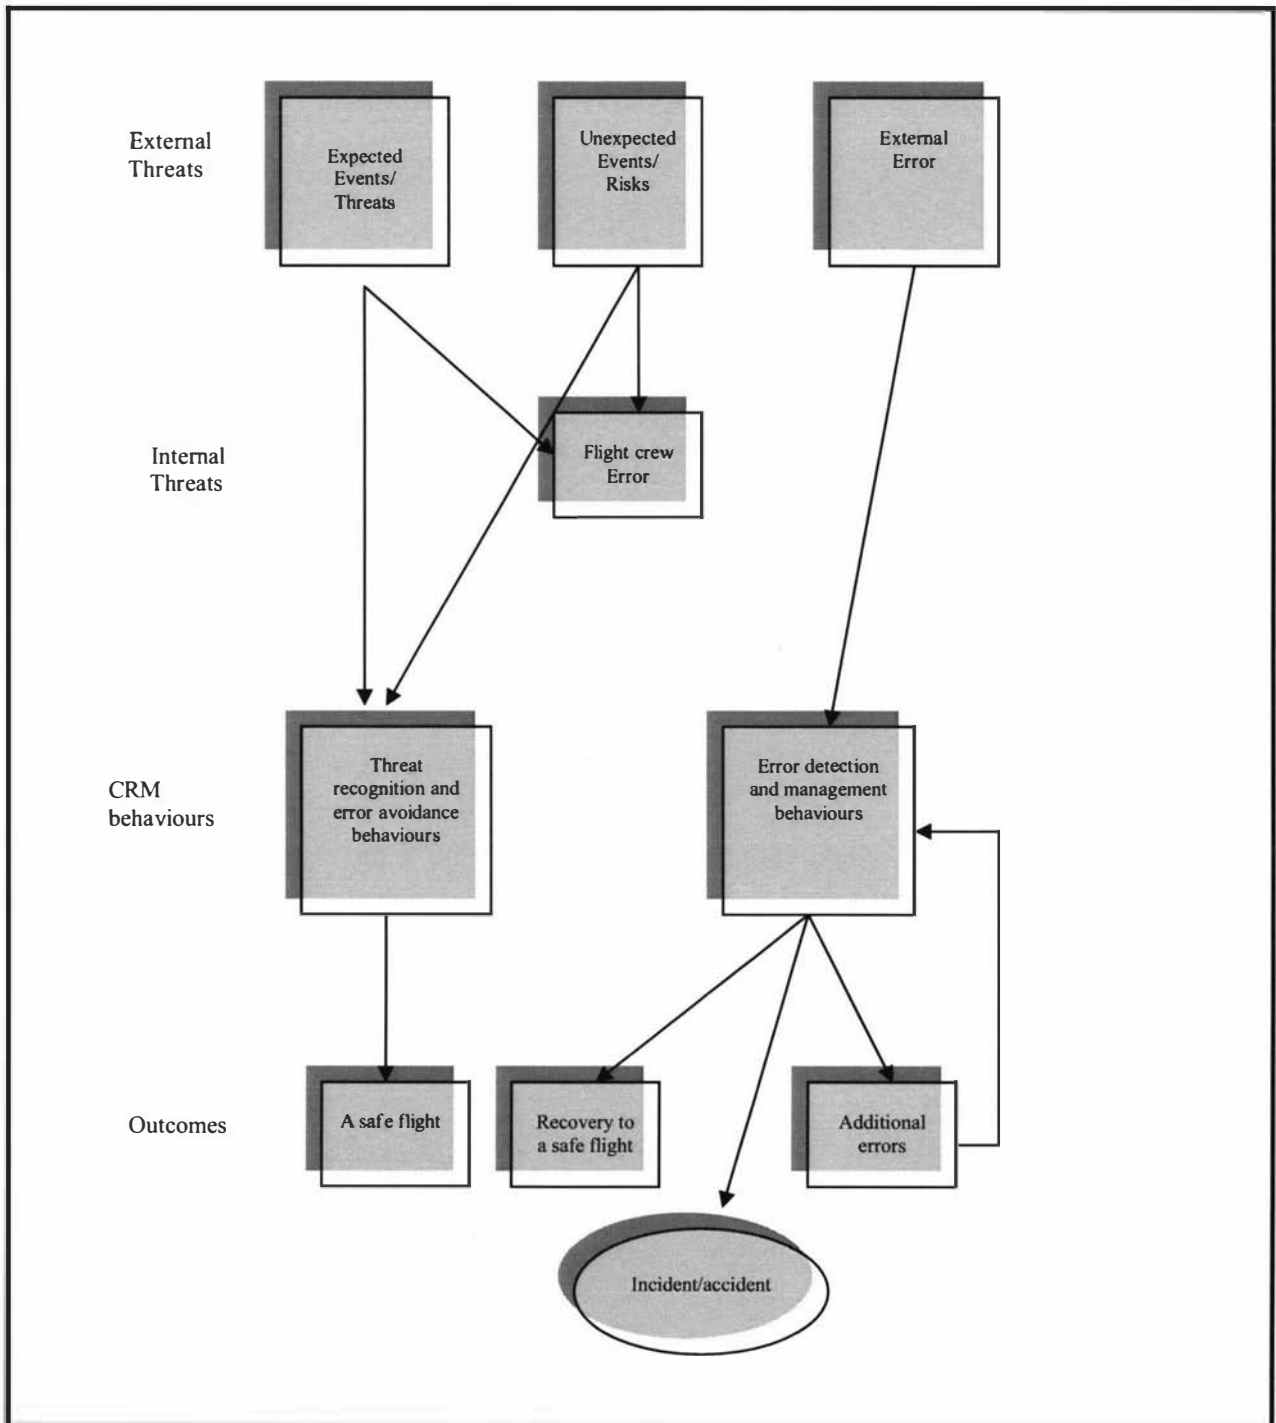 External
Threats
Expected
Events/
Threats
Unexpected
Events/
Risks
External
Error
Internal
Threats
Flight crew
Error
CRM
behaviours
Threat
recognition and
error avoidance
behaviours
Error detection
and management
behaviours
Outcomes
A safe flight
Recovery to
a safe flight
Additional
errors
Incident/accident